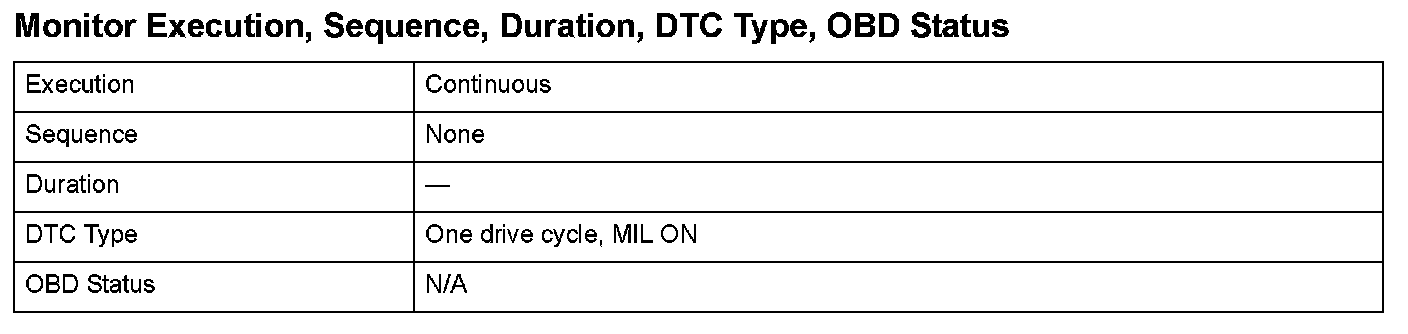 Monitor Execution, Sequence, Duration, DTC Type, OBD Status
Execution Continuous
Sequence None
Duration —
DTC Type One drive cycle, MIL ON
OBD Status N/A